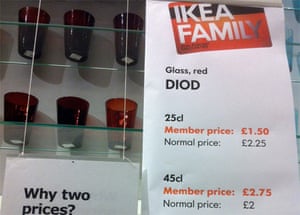 IKEA
FAMILY
Glass, red
DIOD
25cl
Member price: £1.50
Normal price: £2.25
45cl
Member price: £2.75
Normal price: £2
Why two
prices?